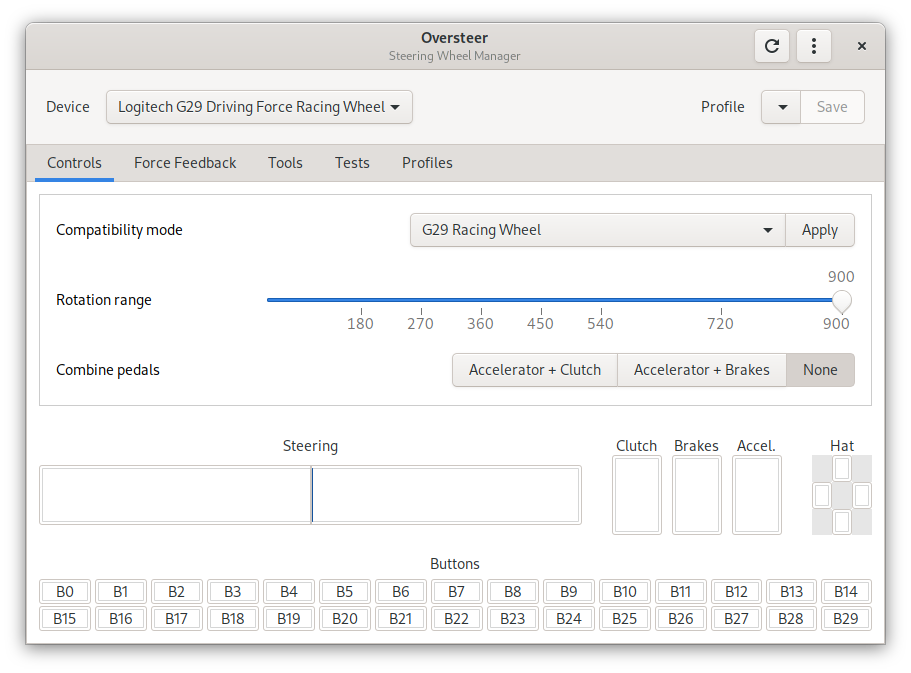 Oversteer
Steering Wheel Manager
Device Logitech G29 Driving Force Racing Wheel Profile Save
Controls Force Feedback Tools Tests Profiles
Compatibility mode G29 Racing Wheel Apply
900
Rotation range
180 270 360 450 540 720 900
Combine pedals Accelerator + Clutch Accelerator + Brakes None
Steering Clutch Brakes Accel. Hat
Buttons
B0 B1 B2 B3 B4 B5 B6 B7 B8 B9 B10 B11 B12 B13 B14
B15 B16 B17 B18 B19 B20 B21 B22 B23 B24 B25 B26 B27 B28 B29